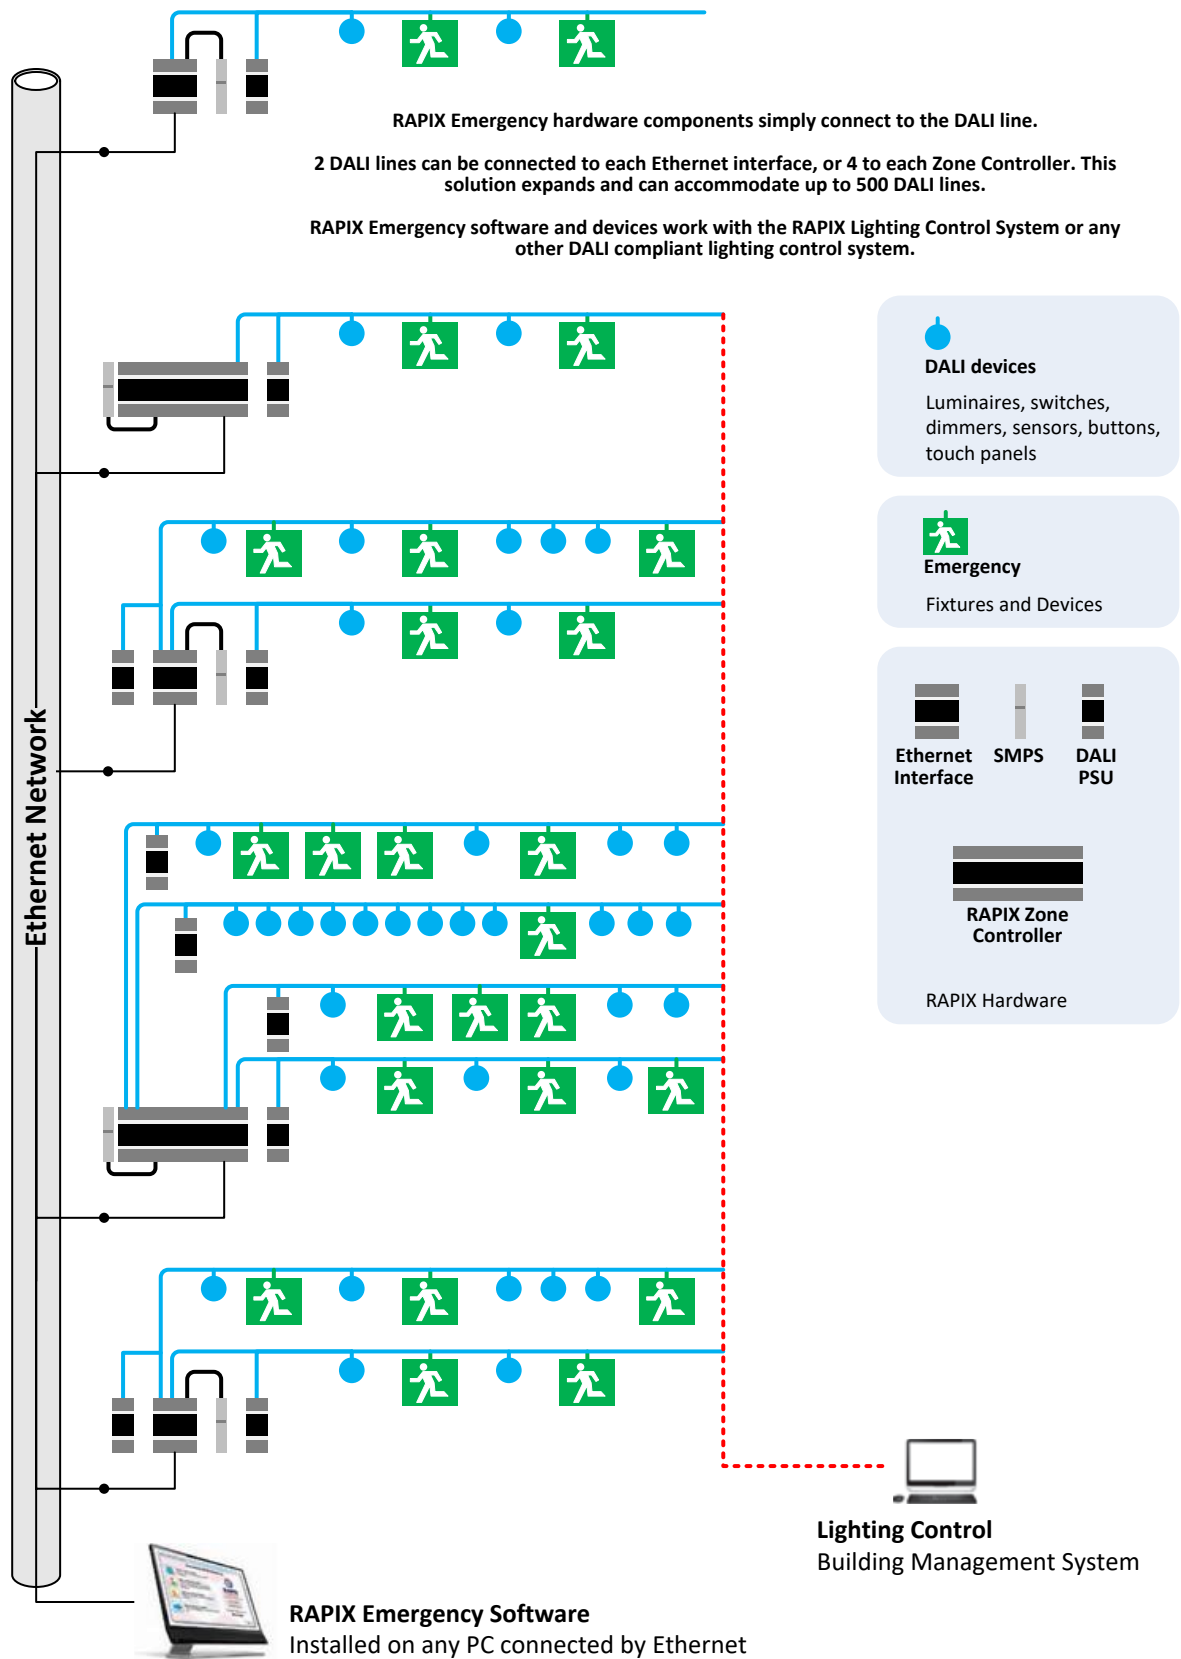 RAPIX Emergency hardware components simply connect to the DALI line.
2 DALI lines can be connected to each Ethernet interface, or 4 to each Zone Controller. This
solution expands and can accommodate up to 500 DALI lines.
RAPIX Emergency software and devices work with the RAPIX Lighting Control System or any
other DALI compliant lighting control system.
DALI devices
Luminaires, switches,
dimmers, sensors, buttons,
touch panels
Emergency
Fixtures and Devices
Ethernet
Interface
SMPS
DALI
PSU
RAPIX Zone
Controller
RAPIX Hardware
Ethernet Network
Lighting Control
Building Management System
RAPIX Emergency Software
Installed on any PC connected by Ethernet